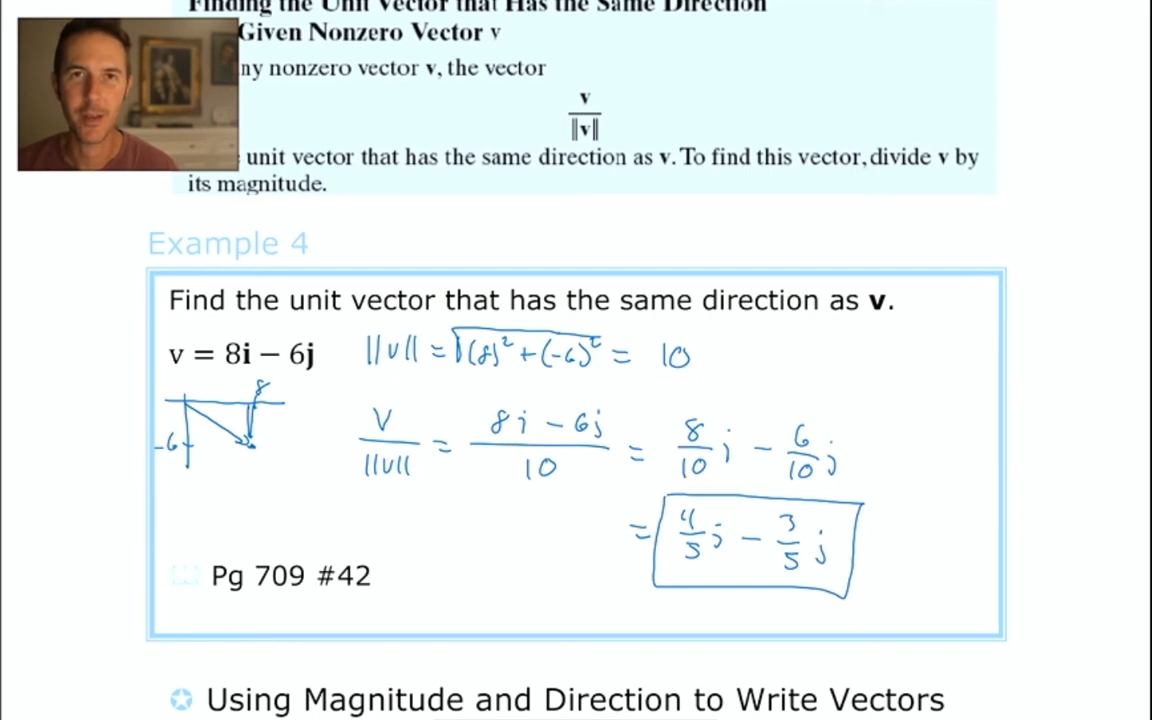 Finding the Unit Vector that Has the Same Direction
Given Nonzero Vector v
ny nonzero vector v, the vector
v
‖v‖
unit vector that has the same direction as v. To find this vector, divide v by
its magnitude.
Example 4
Find the unit vector that has the same direction as v.
v = 8i − 6j
||v|| = √(8)² + (-6)² = 10
8
-6
v/||v|| = 8i - 6j/10 = 8/10 i - 6/10 j
= 4/5 i - 3/5 j
Pg 709 #42
Using Magnitude and Direction to Write Vectors